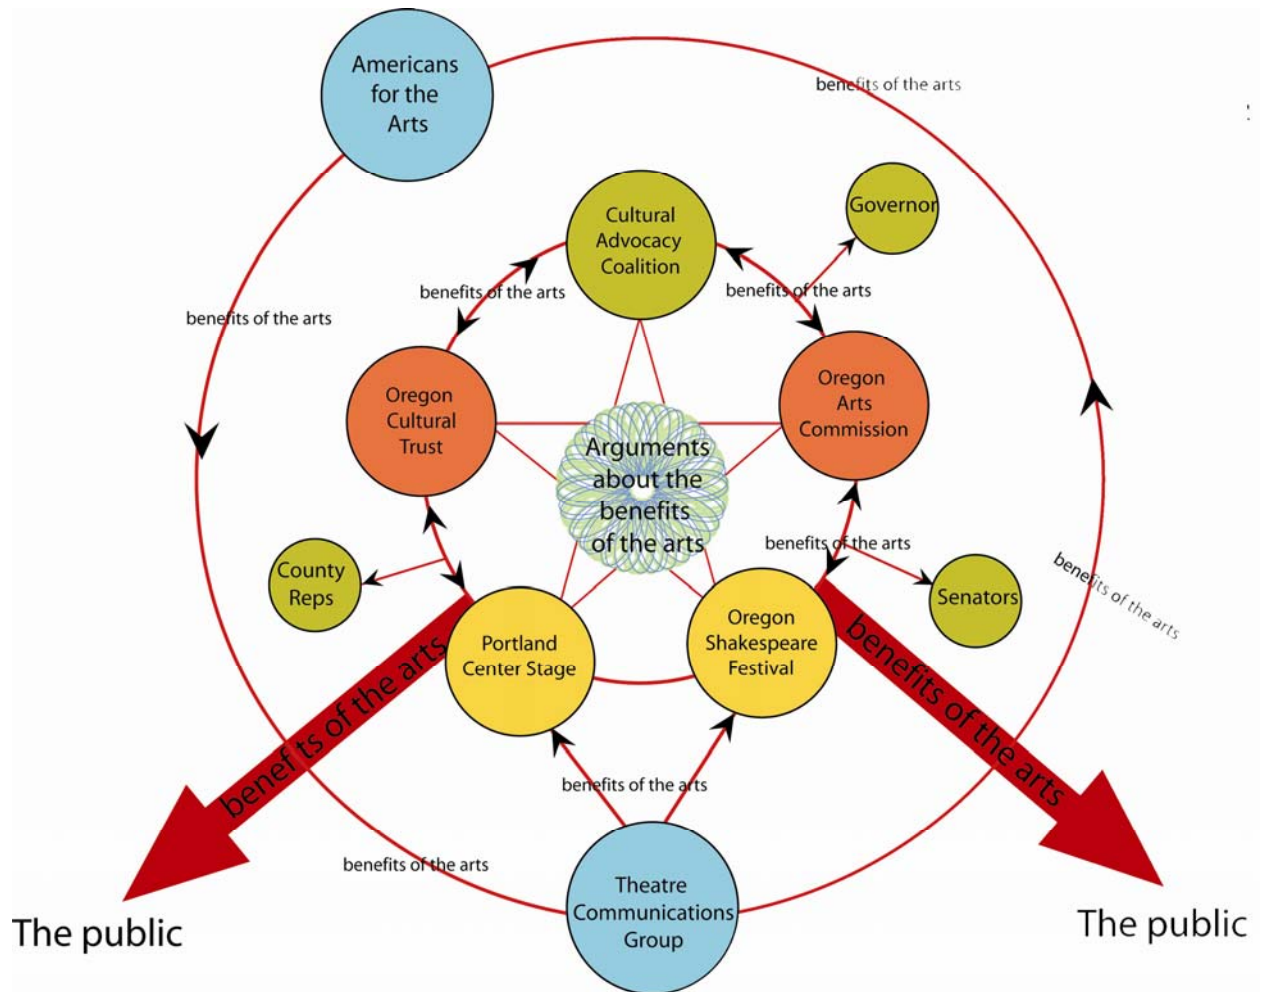 Americans
for the
Arts
benefits of the arts
Cultural
Advocacy
Coalition
Governor
benefits of the arts
benefits of the arts
benefits of the arts
Oregon
Cultural
Trust
Oregon
Arts
Commission
Arguments
about the
benefits
of the arts
benefits of the arts
County
Reps
Senators
benefits of the arts
Portland
Center Stage
Oregon
Shakespeare
Festival
benefits of the arts
benefits of the arts
benefits of the arts
benefits of the arts
Theatre
Communications
Group
The public
The public